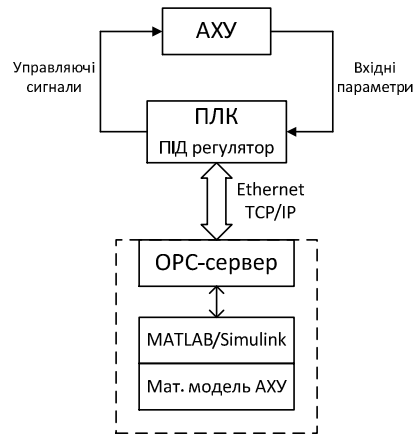 АХУ
Управляючі
сигнали
Вхідні
параметри
ПЛК
ПІД регулятор
Ethernet
TCP/IP
OPC-сервер
MATLAB/Simulink
Мат. модель АХУ